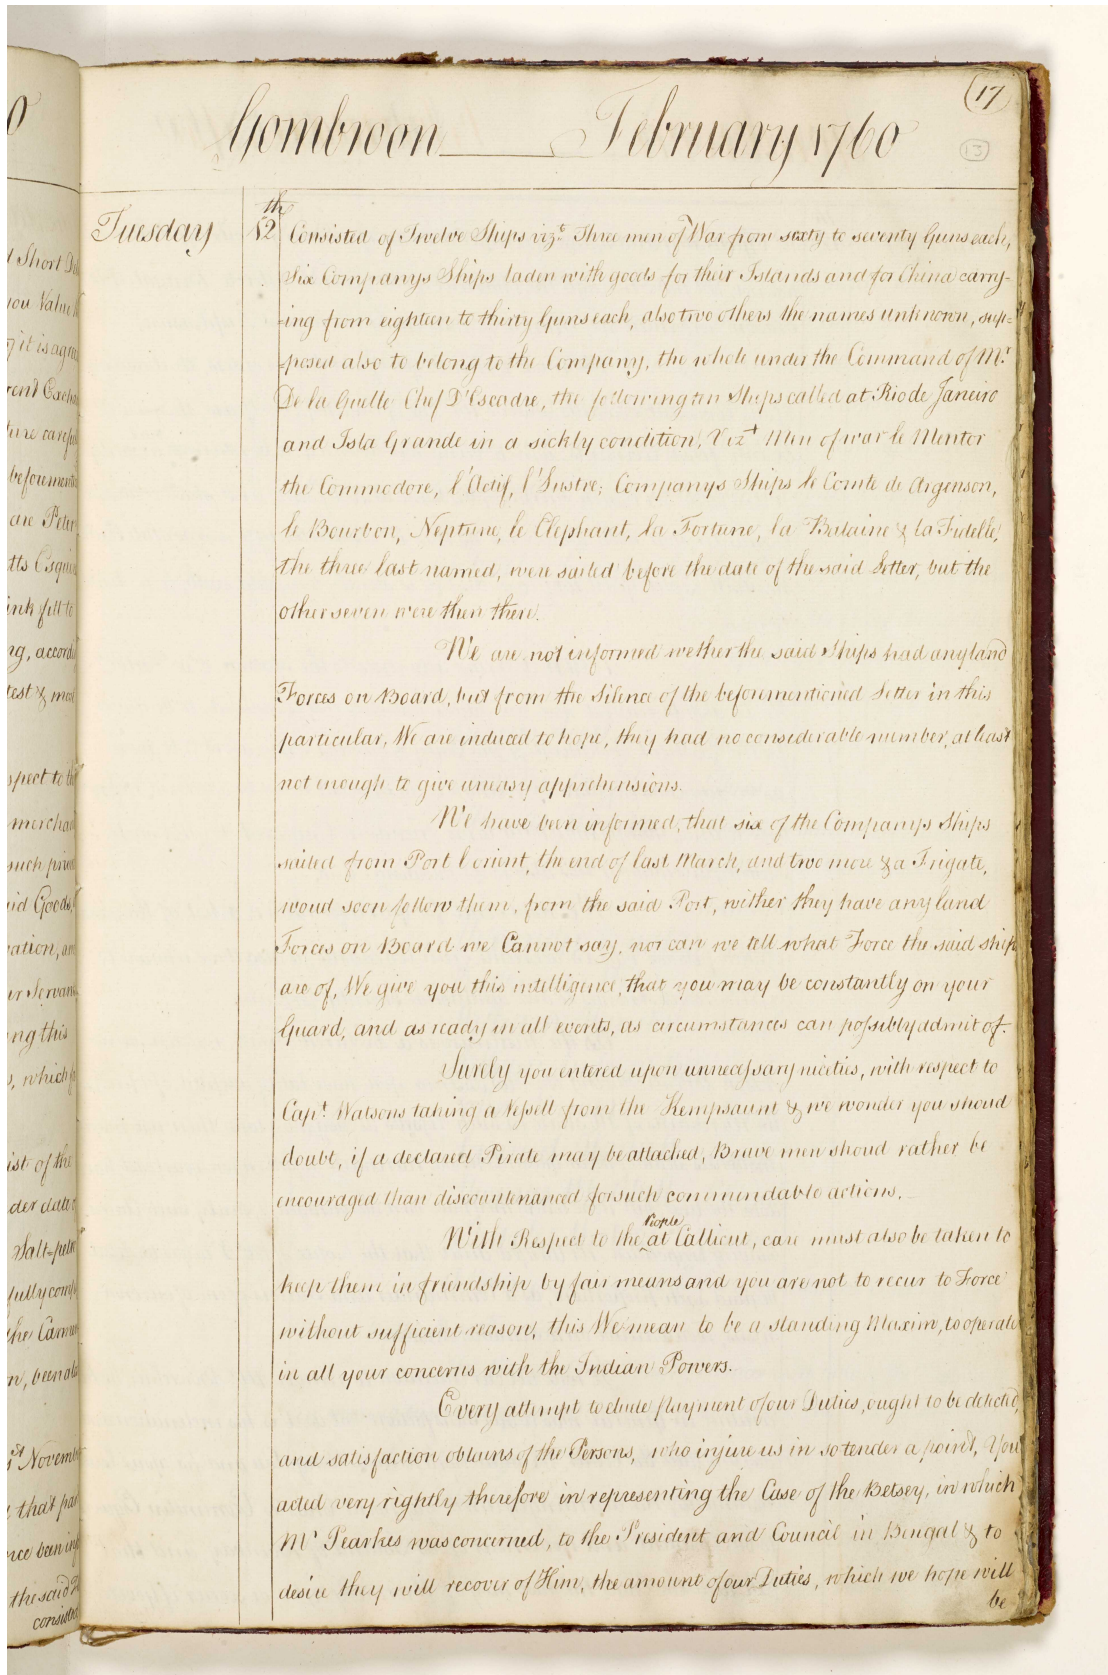 (17
Gombroon February 1760
13
Tuesday
12th Consisted of Twelve Ships vizt. Three men of War from sixty to seventy Guns each,
Six Companys Ships laden with goods for their Islands and for China carry=
=ing from eighteen to thirty Guns each, also two others the names unknown, sup=
=posed also to belong to the Company, the whole under the Command of Mr.
De la Guelle Chef D'Escadre, the following ten Ships called at Rio de Janeiro
and Isla Grande in a sickly condition, Vizt Men of war le Mentor
the Commodore, l'Actif, l'Lustre; Companys Ships le Comte de Argenson,
le Bourbon, Neptune, le Elephant, la Fortune, la Balaine & la Fidelle,
the three last named, were sailed before the date of the said Letter, but the
other seven were then there.
We are not informed wether the said Ships had any land
Forces on Board, but from the Silence of the beforementioned Letter in this
particular, We are induced to hope, they had no considerable number, at least
not enough to give uneasy apprehensions.
We have been informed, that six of the Companys Ships
sailed from Port l'orient, the end of last March, and two more & a Frigate,
woud soon follow them, from the said Port, wither they have any land
Forces on Board we Cannot say, nor can we tell what Force the said ships
are of, We give you this intelligence, that you may be constantly on your
Guard, and as ready in all events, as circumstances can possibly admit of.
Surely you entered upon unnecessary niceties, with respect to
Capt. Watsons taking a Vessell from the Kempsaunt & we wonder you shoud
doubt, if a declared Pirate may be attacked, Brave men shoud rather be
encouraged than discountenanced for such commendable actions.
With Respect to the People at Callicut, care must also be taken to
keep them in friendship by fair means and you are not to recur to Force
without sufficient reason, this We mean to be a standing Maxim, to operate
in all your concerns with the Indian Powers.
Every attempt to elude Payment of our Duties, ought to be detected,
and satisfaction obtains of the Persons, who injure us in so tender a point, You
acted very rightly therefore in representing the Case of the Betsey, in which
Mr Pearkes was concerned, to the President and Council in Bengal & to
desire they will recover of Him, the amount of our Duties, which we hope will
be